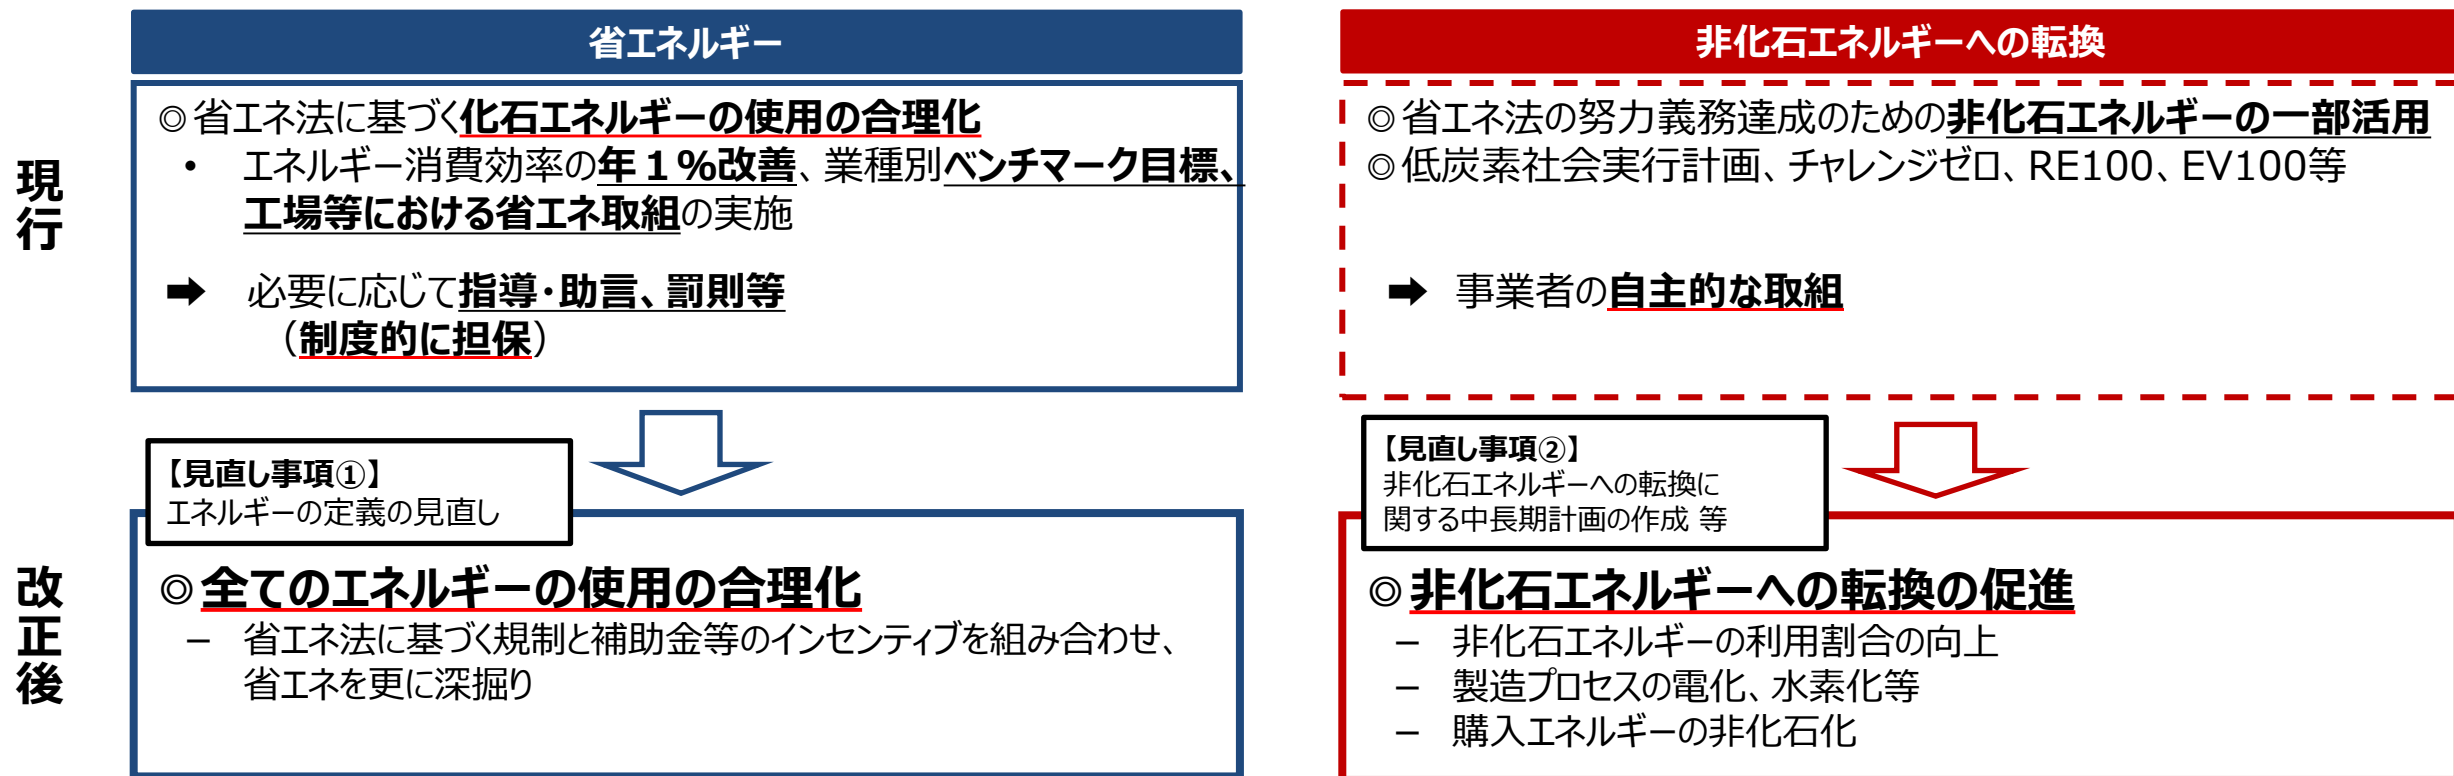 省エネルギー
非化石エネルギーへの転換
現行
◎省エネ法に基づく化石エネルギーの使用の合理化
• エネルギー消費効率の年１％改善、業種別ベンチマーク目標、
工場等における省エネ取組の実施
➡ 必要に応じて指導・助言、罰則等
（制度的に担保）
◎省エネ法の努力義務達成のための非化石エネルギーの一部活用
◎低炭素社会実行計画、チャレンジゼロ、RE100、EV100等
➡ 事業者の自主的な取組
【見直し事項①】
エネルギーの定義の見直し
【見直し事項②】
非化石エネルギーへの転換に
関する中長期計画の作成 等
改正後
◎全てのエネルギーの使用の合理化
－ 省エネ法に基づく規制と補助金等のインセンティブを組み合わせ、
省エネを更に深掘り
◎非化石エネルギーへの転換の促進
－ 非化石エネルギーの利用割合の向上
－ 製造プロセスの電化、水素化等
－ 購入エネルギーの非化石化